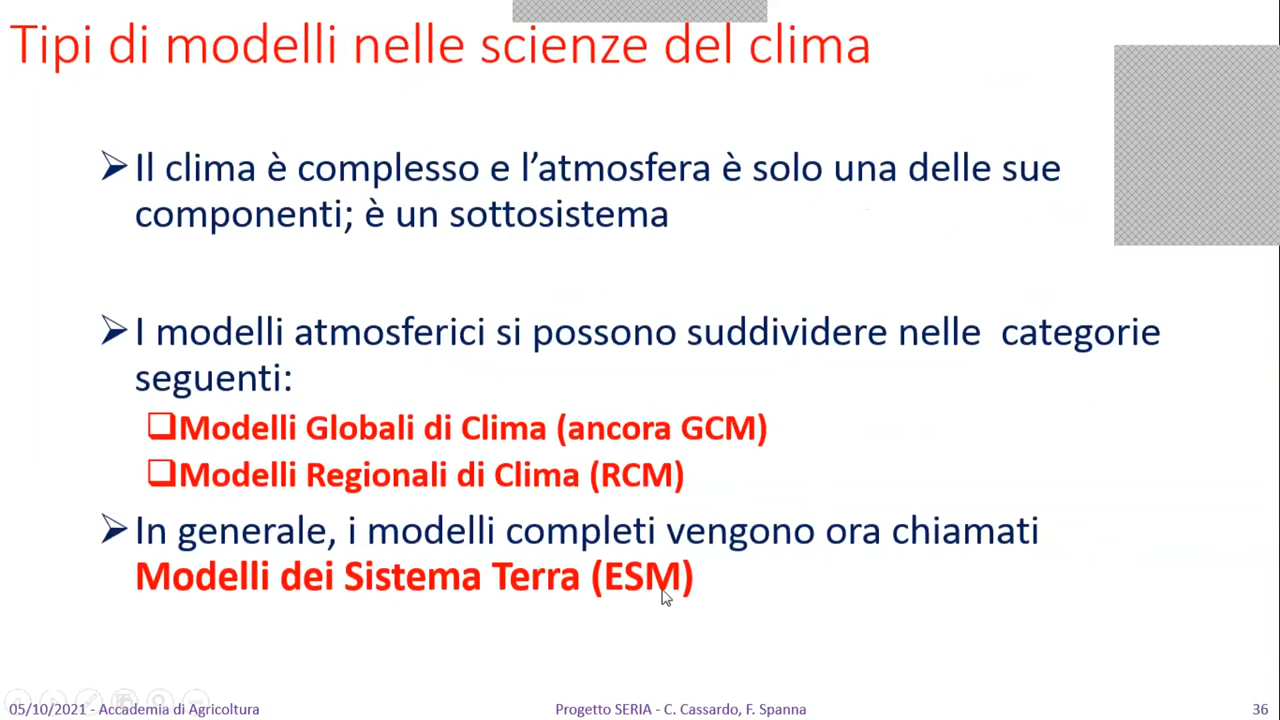 Tipi di modelli nelle scienze del clima
Il clima è complesso e l’atmosfera è solo una delle sue
componenti; è un sottosistema
I modelli atmosferici si possono suddividere nelle categorie
seguenti:
Modelli Globali di Clima (ancora GCM)
Modelli Regionali di Clima (RCM)
In generale, i modelli completi vengono ora chiamati
Modelli dei Sistema Terra (ESM)
05/10/2021 - Accademia di Agricoltura
Progetto SERIA - C. Cassardo, F. Spanna
36